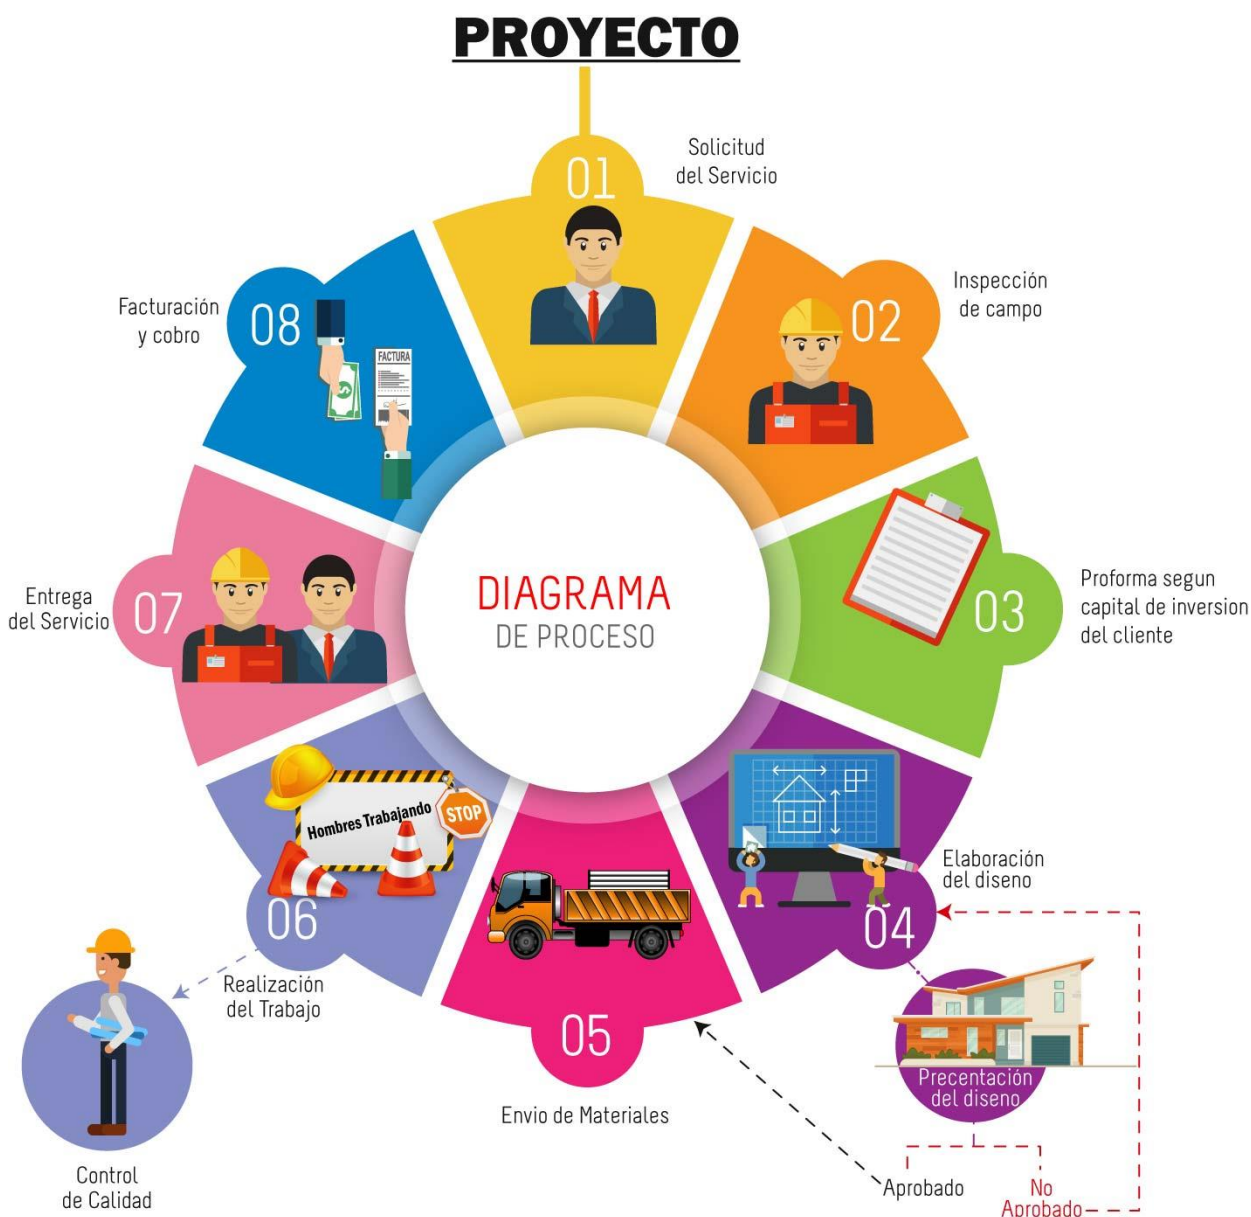 PROYECTO
01
Solicitud
del Servicio
02
Inspección
de campo
03
Proforma segun
capital de inversion
del cliente
04
Elaboración
del diseno
Precentación
del diseno
Aprobado
No
Aprobado
05
Envio de Materiales
06
Hombres Trabajando
STOP
Realización
del Trabajo
Control
de Calidad
07
Entrega
del Servicio
08
Facturación
y cobro
FACTURA
$
DIAGRAMA
DE PROCESO